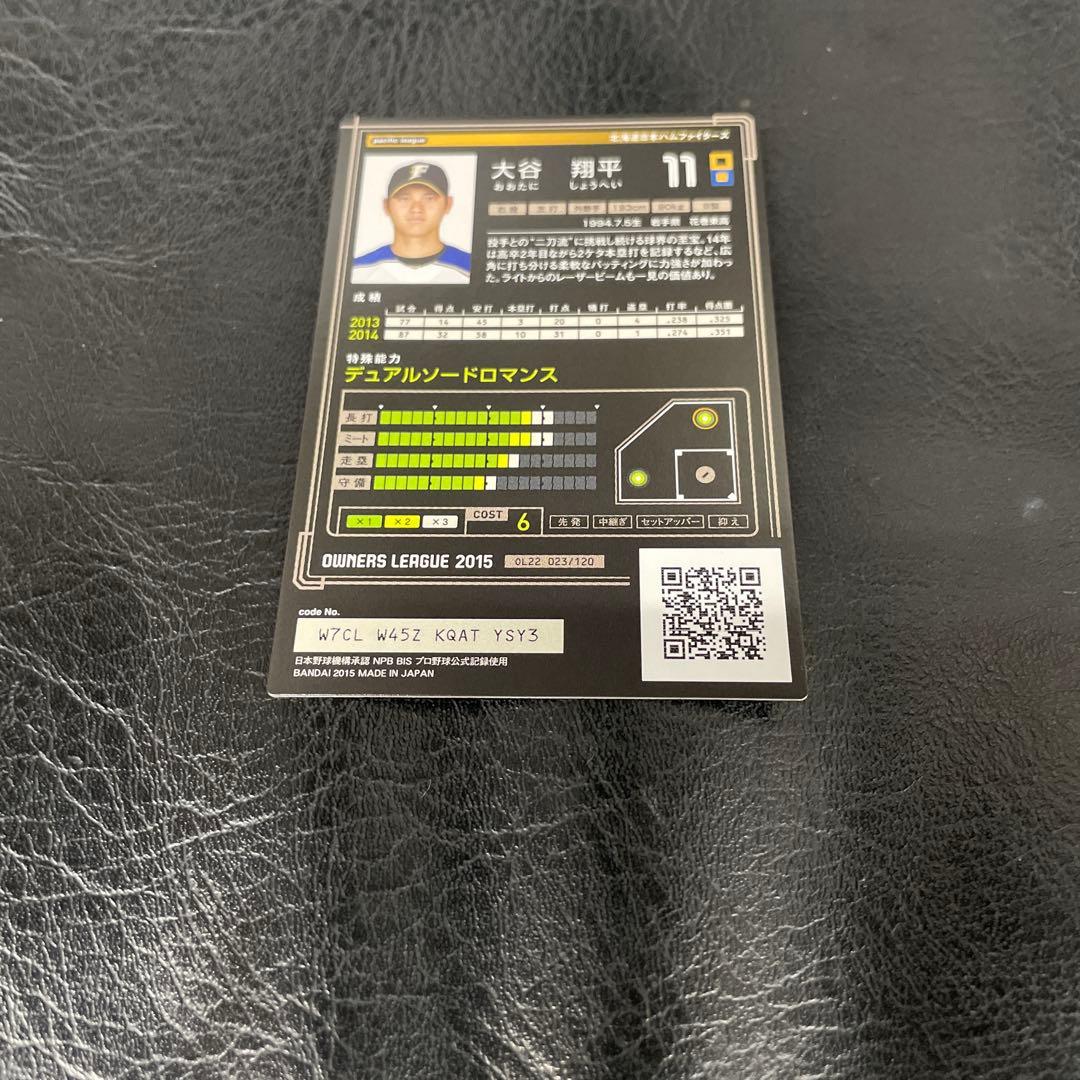 pacific league
北海道日本ハムファイターズ
大谷 翔平 11
おおたに しょうへい
右投 左打 外野手 193cm 90kg B型
1994.7.5生 岩手県 花巻東高
投手との“二刀流”に挑戦し続ける球界の至宝。14年
は高卒2年目ながら2ケタ本塁打を記録するなど、広
角に打ち分ける柔軟なバッティングに力強さが加わっ
た。ライトからのレーザービームも一見の価値あり。
成績
試合 得点 安打 本塁打 打点 犠打 盗塁 打率 得点圏
2013 77 14 45 3 20 0 4 .238 .325
2014 87 32 58 10 31 0 1 .274 .351
特殊能力
デュアルソードロマンス
長打
ミート
走塁
守備
×1 ×2 ×3 COST 6 先発 中継ぎ セットアッパー 抑え
OWNERS LEAGUE 2015 OL22 023/120
code No.
W7CL W45Z KQAT YSY3
日本野球機構承認 NPB BIS プロ野球公式記録使用
BANDAI 2015 MADE IN JAPAN